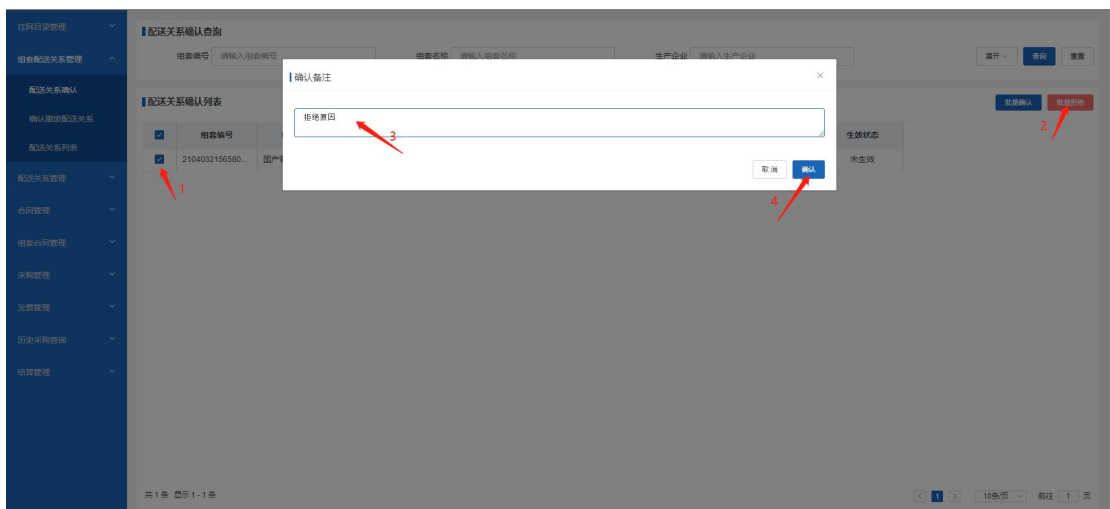 挂网目录管理
组套配送关系管理
配送关系确认
确认撤废配送关系
配送关系列表
配送关系管理
合同管理
组套合同管理
采购管理
发票管理
历史采购查询
结算管理
配送关系确认查询
组套编号 请输入组套编号 组套名称 请输入组套名称 生产企业 请输入生产企业 展开 查询 重置
配送关系确认列表 批量确认 批量拒绝
2
组套编号 生效状态
2104032156580... 国产 未生效
1
确认备注
拒绝原因
3
取消 确认
4
共1条 显示1-1条 1 10条/页 前往 1 页